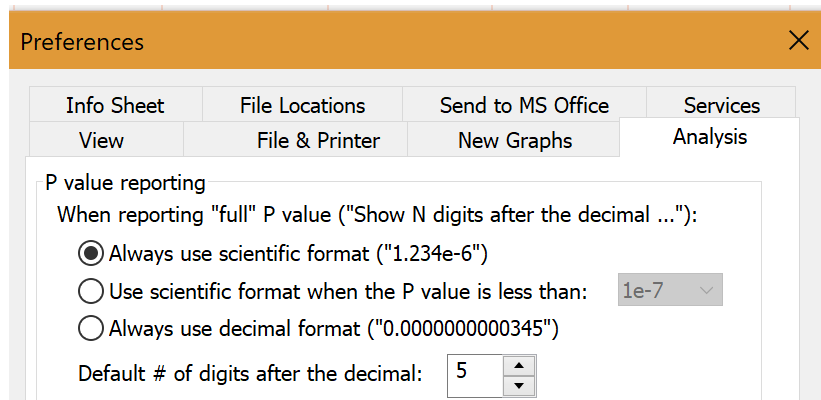 Preferences
Info Sheet File Locations Send to MS Office Services
View File & Printer New Graphs Analysis
P value reporting
When reporting "full" P value ("Show N digits after the decimal ..."):
Always use scientific format ("1.234e-6")
Use scientific format when the P value is less than: 1e-7
Always use decimal format ("0.0000000000345")
Default # of digits after the decimal: 5